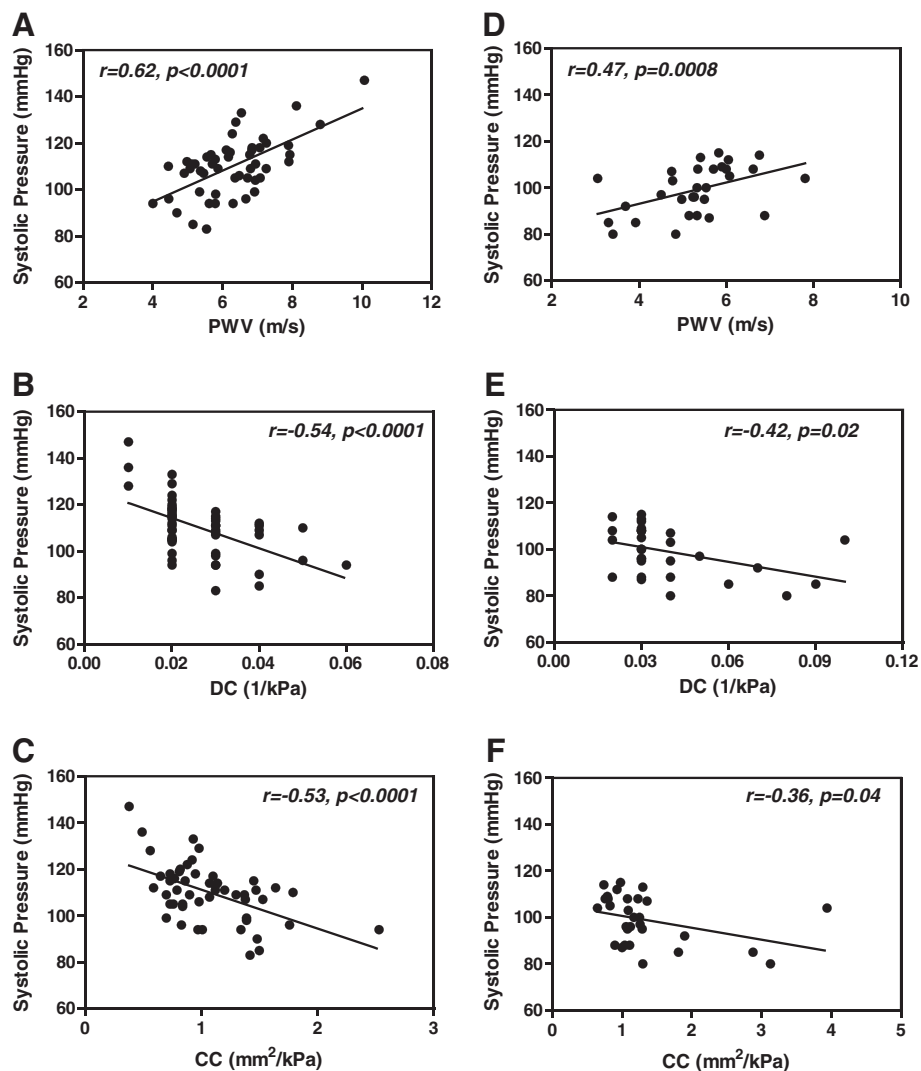 A
r=0.62, p<0.0001
Systolic Pressure (mmHg)
160
140
120
100
80
60
2 4 6 8 10 12
PWV (m/s)
D
r=0.47, p=0.0008
Systolic Pressure (mmHg)
160
140
120
100
80
60
2 4 6 8 10
PWV (m/s)
B
r=-0.54, p<0.0001
Systolic Pressure (mmHg)
160
140
120
100
80
60
0.00 0.02 0.04 0.06 0.08
DC (1/kPa)
E
r=-0.42, p=0.02
Systolic Pressure (mmHg)
160
140
120
100
80
60
0.00 0.03 0.06 0.09 0.12
DC (1/kPa)
C
r=-0.53, p<0.0001
Systolic Pressure (mmHg)
160
140
120
100
80
60
0 1 2 3
CC (mm²/kPa)
F
r=-0.36, p=0.04
Systolic Pressure (mmHg)
160
140
120
100
80
60
0 1 2 3 4 5
CC (mm²/kPa)